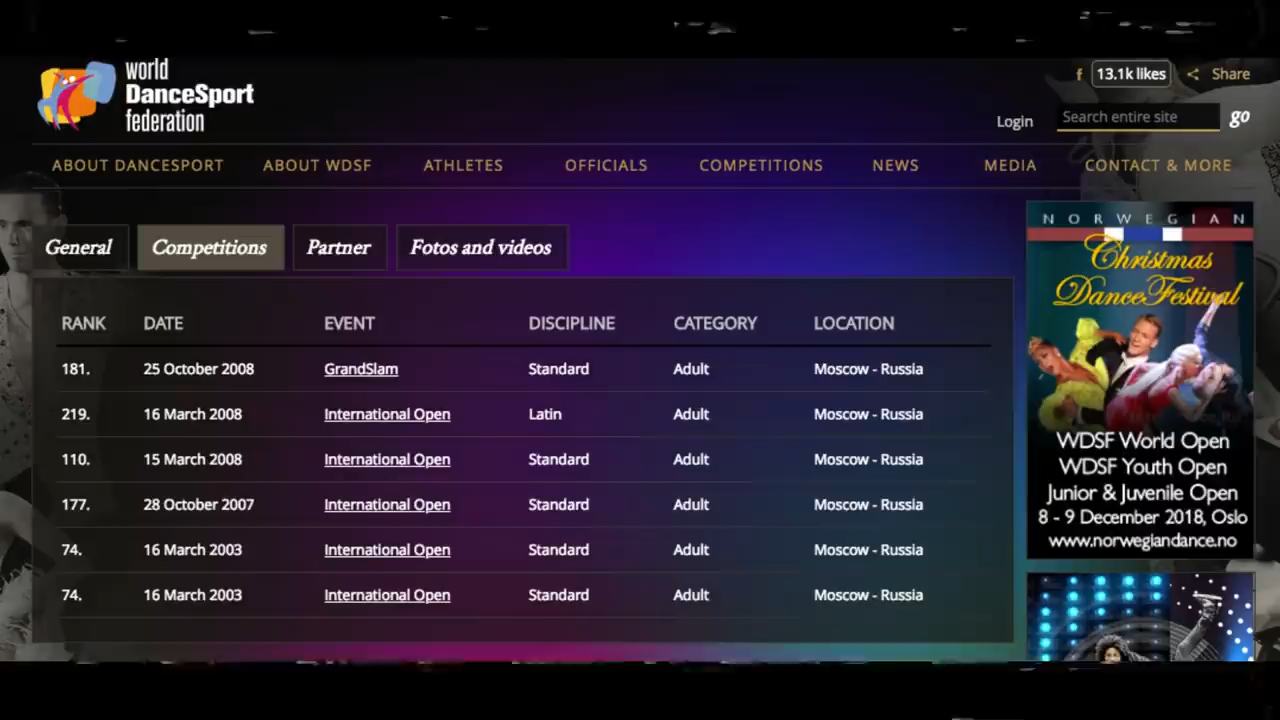 world
DanceSport
federation
f 13.1k likes Share
Login Search entire site go
ABOUT DANCESPORT ABOUT WDSF ATHLETES OFFICIALS COMPETITIONS NEWS MEDIA CONTACT & MORE
General Competitions Partner Fotos and videos
RANK DATE EVENT DISCIPLINE CATEGORY LOCATION
181. 25 October 2008 GrandSlam Standard Adult Moscow - Russia
219. 16 March 2008 International Open Latin Adult Moscow - Russia
110. 15 March 2008 International Open Standard Adult Moscow - Russia
177. 28 October 2007 International Open Standard Adult Moscow - Russia
74. 16 March 2003 International Open Standard Adult Moscow - Russia
74. 16 March 2003 International Open Standard Adult Moscow - Russia
NORWEGIAN
Christmas
DanceFestival
WDSF World Open
WDSF Youth Open
Junior & Juvenile Open
8 - 9 December 2018, Oslo
www.norwegiandance.no